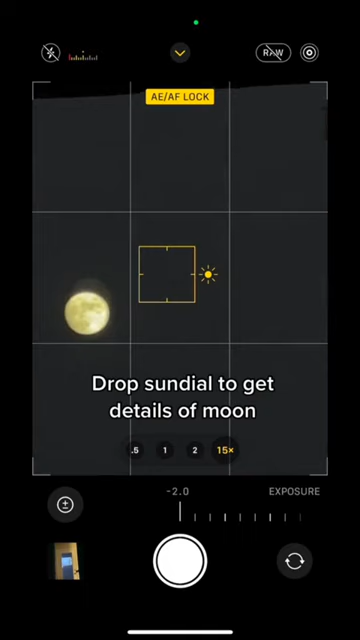 RAW
AE/AF LOCK
Drop sundial to get
details of moon
.5
1
2
15×
-2.0
EXPOSURE